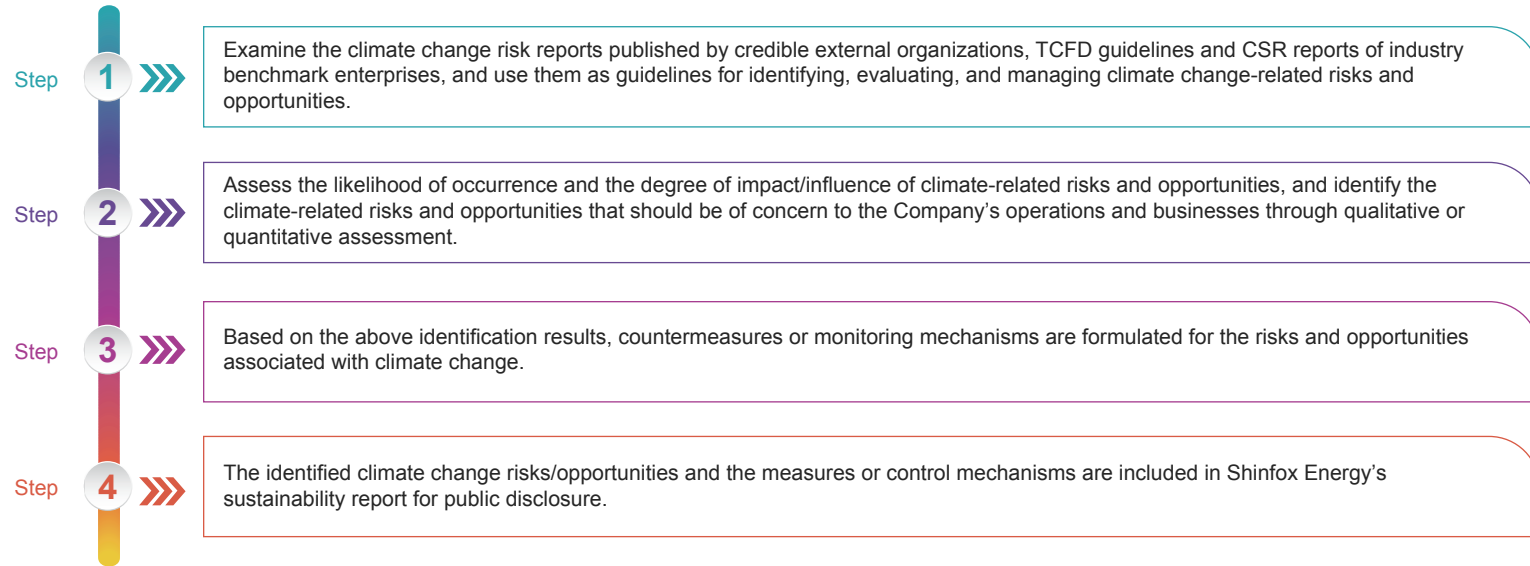 Step 1
Examine the climate change risk reports published by credible external organizations, TCFD guidelines and CSR reports of industry
benchmark enterprises, and use them as guidelines for identifying, evaluating, and managing climate change-related risks and
opportunities.
Step 2
Assess the likelihood of occurrence and the degree of impact/influence of climate-related risks and opportunities, and identify the
climate-related risks and opportunities that should be of concern to the Company’s operations and businesses through qualitative or
quantitative assessment.
Step 3
Based on the above identification results, countermeasures or monitoring mechanisms are formulated for the risks and opportunities
associated with climate change.
Step 4
The identified climate change risks/opportunities and the measures or control mechanisms are included in Shinfox Energy’s
sustainability report for public disclosure.